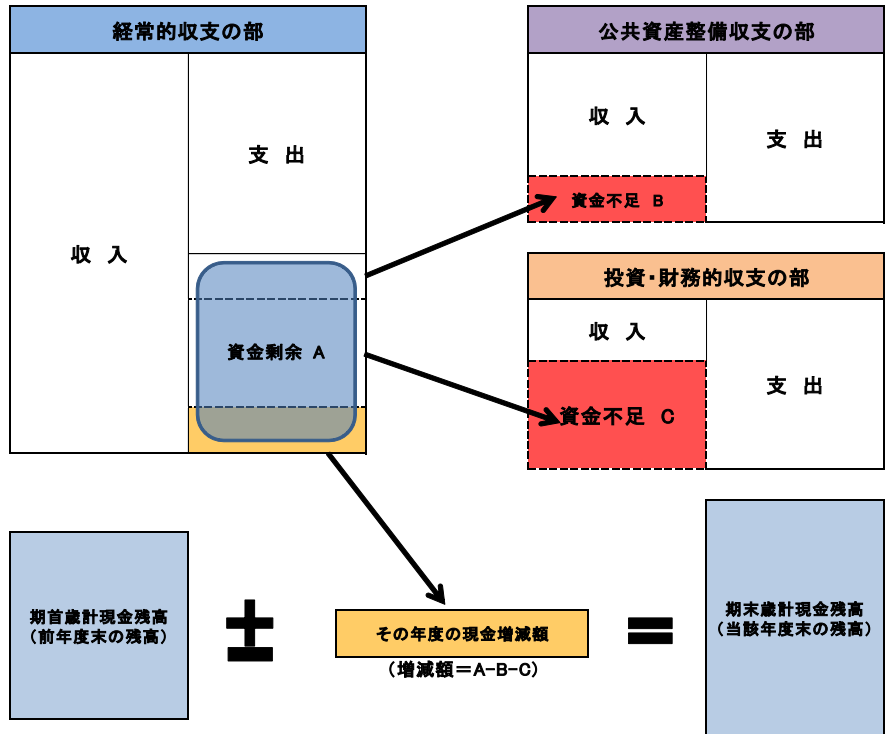 経常的収支の部
収 入
支 出
資金剰余 A
公共資産整備収支の部
収 入
支 出
資金不足 B
投資・財務的収支の部
収 入
支 出
資金不足 C
期首歳計現金残高
（前年度末の残高）
±
その年度の現金増減額
（増減額＝A-B-C）
＝
期末歳計現金残高
（当該年度末の残高）